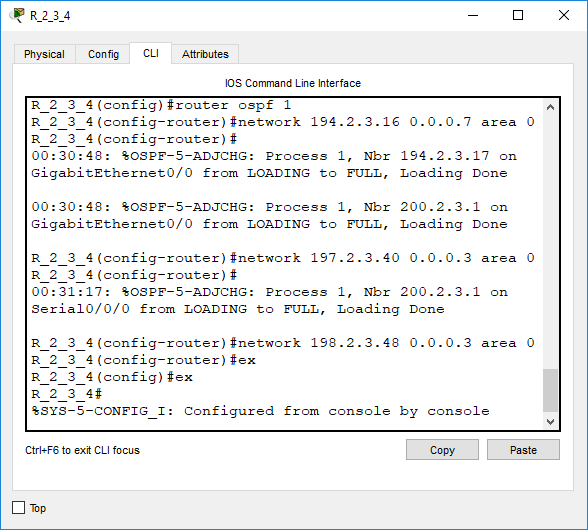 R_2_3_4
Physical Config CLI Attributes
IOS Command Line Interface
R_2_3_4(config)#router ospf 1
R_2_3_4(config-router)#network 194.2.3.16 0.0.0.7 area 0
R_2_3_4(config-router)#
00:30:48: %OSPF-5-ADJCHG: Process 1, Nbr 194.2.3.17 on
GigabitEthernet0/0 from LOADING to FULL, Loading Done
00:30:48: %OSPF-5-ADJCHG: Process 1, Nbr 200.2.3.1 on
GigabitEthernet0/0 from LOADING to FULL, Loading Done
R_2_3_4(config-router)#network 197.2.3.40 0.0.0.3 area 0
R_2_3_4(config-router)#
00:31:17: %OSPF-5-ADJCHG: Process 1, Nbr 200.2.3.1 on
Serial0/0/0 from LOADING to FULL, Loading Done
R_2_3_4(config-router)#network 198.2.3.48 0.0.0.3 area 0
R_2_3_4(config-router)#ex
R_2_3_4(config)#ex
R_2_3_4#
%SYS-5-CONFIG_I: Configured from console by console
Ctrl+F6 to exit CLI focus
Copy Paste
Top